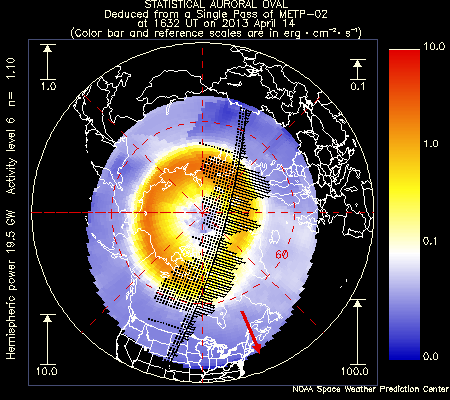 STATISTICAL AURORAL OVAL
Deduced from a Single Pass of METP-02
at 1632 UT on 2013 April 14
(Color bar and reference scales are in erg · cm⁻² · s⁻¹)
Hemispheric power 19.5 GW Activity level 6 n= 1.10
1.0
0.1
10.0
1.0
0.1
0.0
60
10.0
100.0
NOAA Space Weather Prediction Center